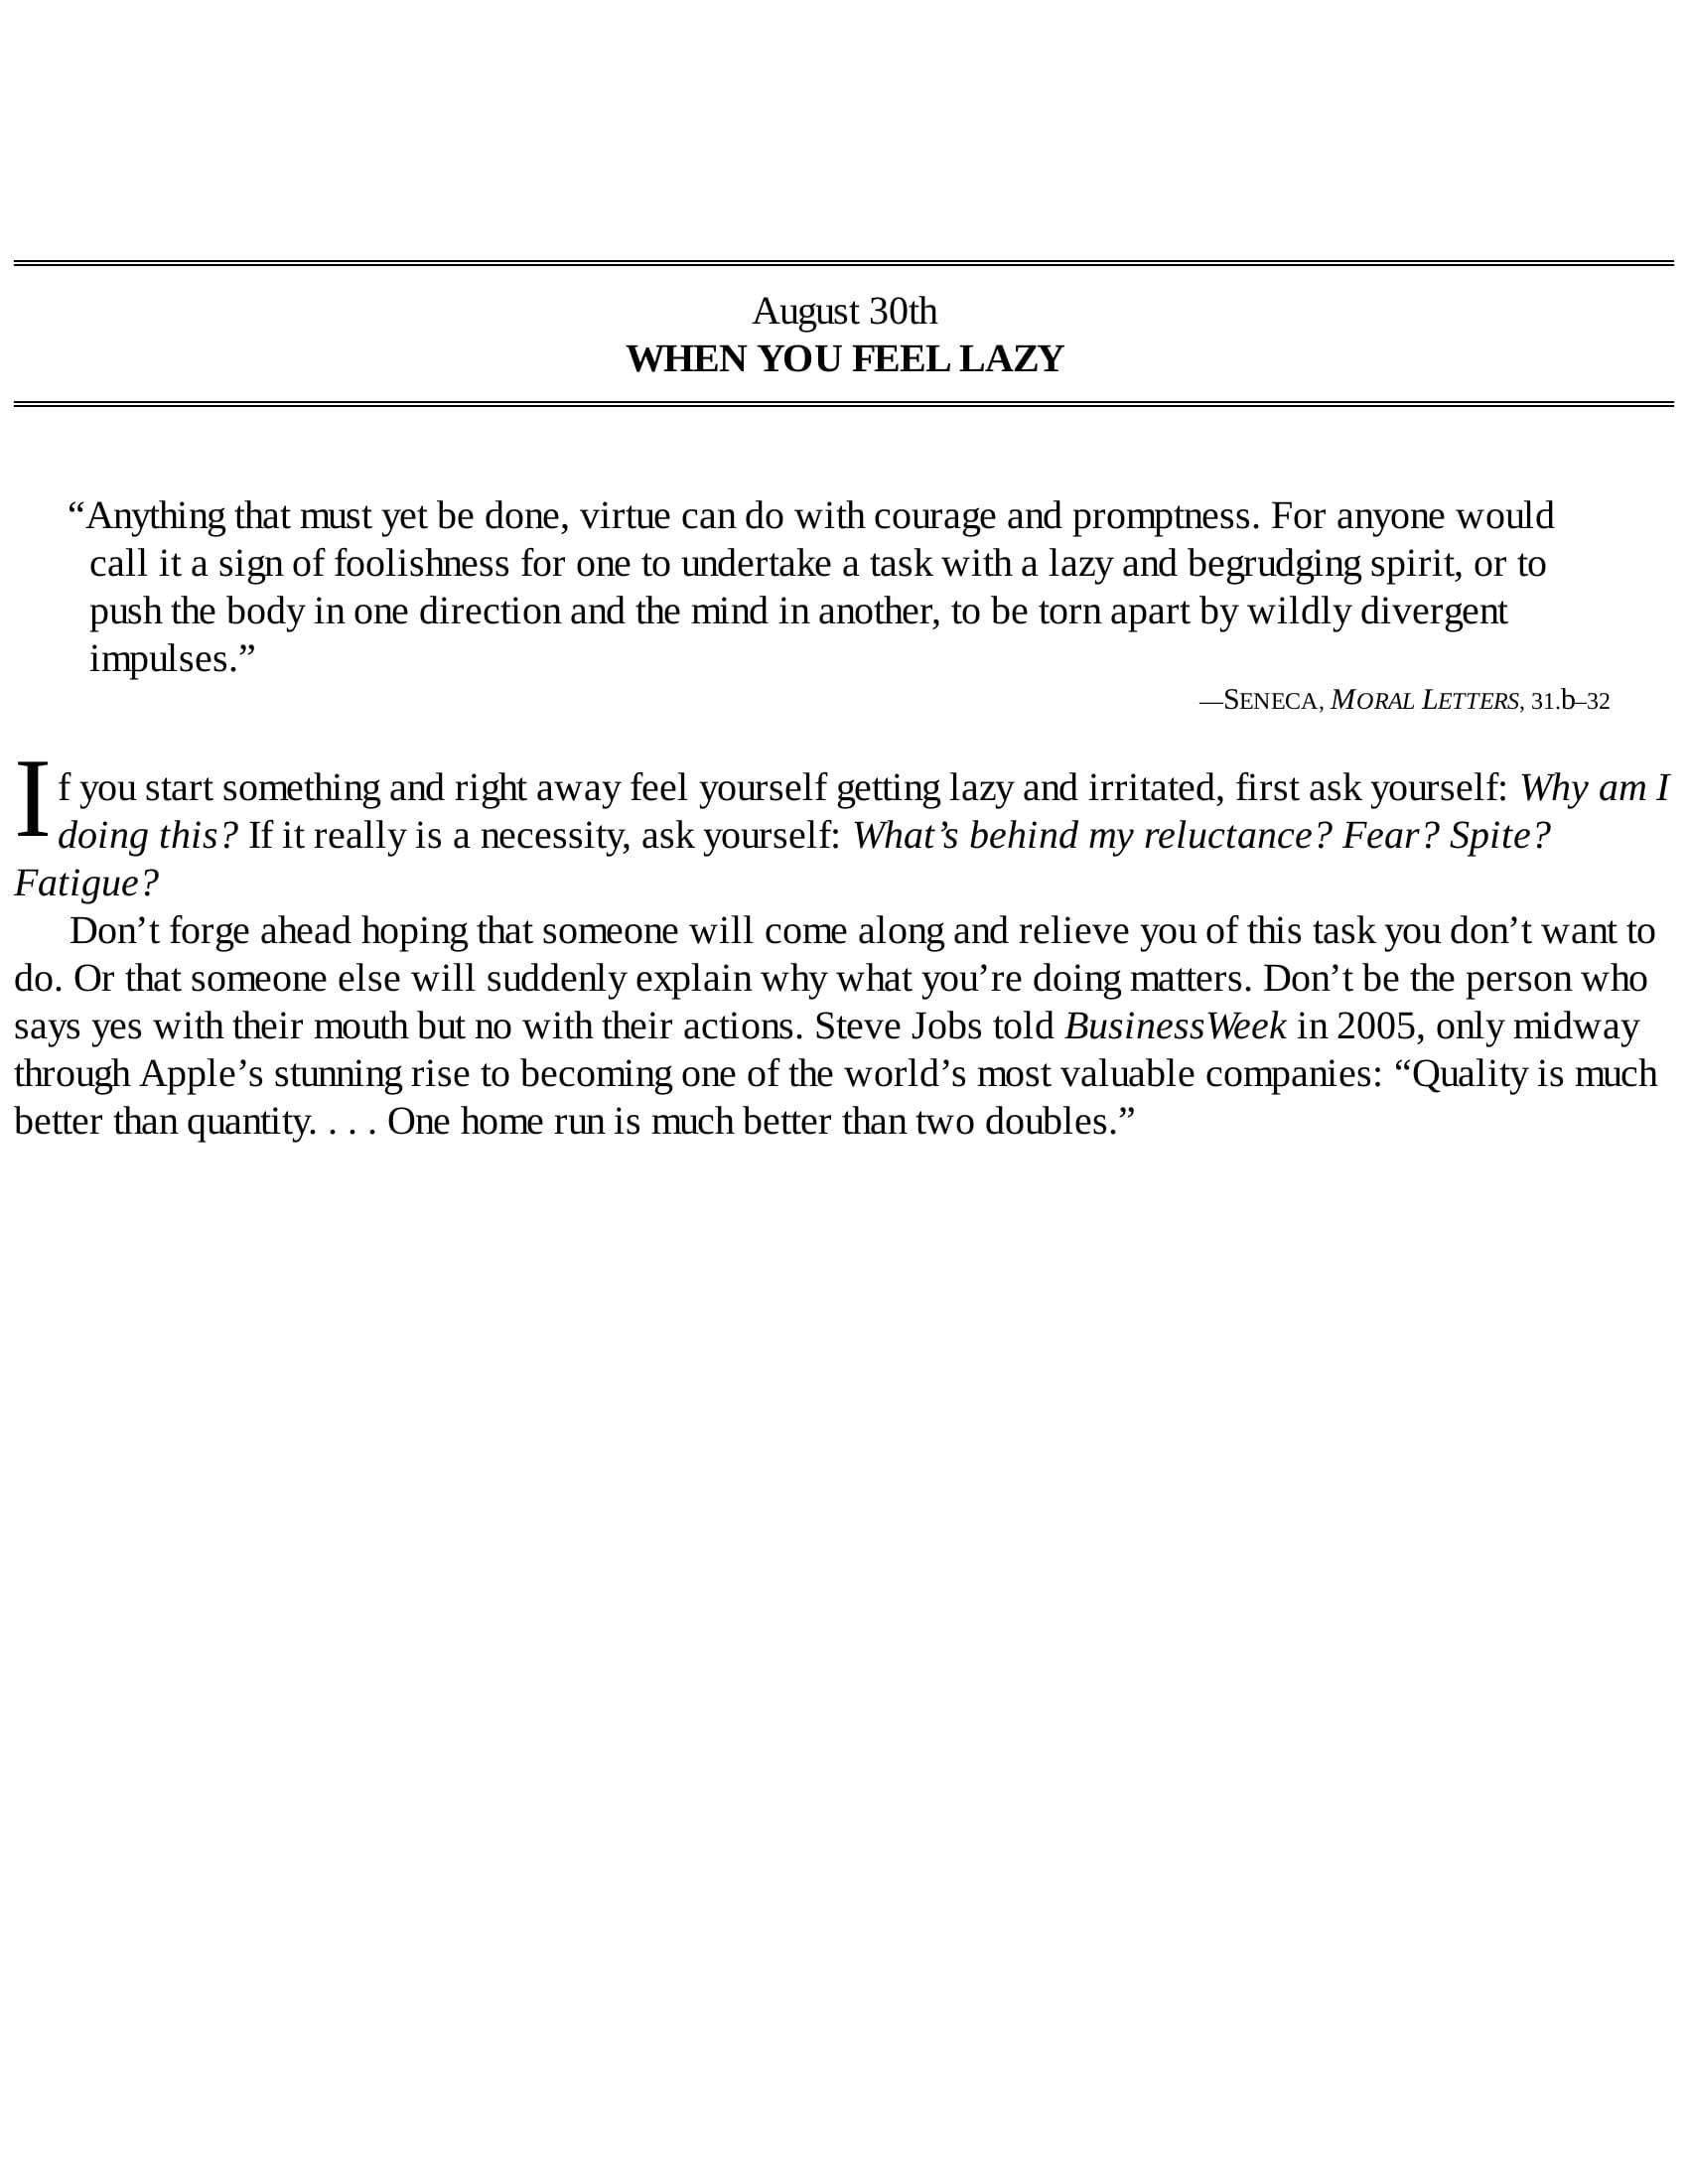 August 30th
WHEN YOU FEEL LAZY
“Anything that must yet be done, virtue can do with courage and promptness. For anyone would
call it a sign of foolishness for one to undertake a task with a lazy and begrudging spirit, or to
push the body in one direction and the mind in another, to be torn apart by wildly divergent
impulses.”
—SENECA, MORAL LETTERS, 31.b–32
If you start something and right away feel yourself getting lazy and irritated, first ask yourself: Why am I
doing this? If it really is a necessity, ask yourself: What’s behind my reluctance? Fear? Spite?
Fatigue?
Don’t forge ahead hoping that someone will come along and relieve you of this task you don’t want to
do. Or that someone else will suddenly explain why what you’re doing matters. Don’t be the person who
says yes with their mouth but no with their actions. Steve Jobs told BusinessWeek in 2005, only midway
through Apple’s stunning rise to becoming one of the world’s most valuable companies: “Quality is much
better than quantity. . . . One home run is much better than two doubles.”